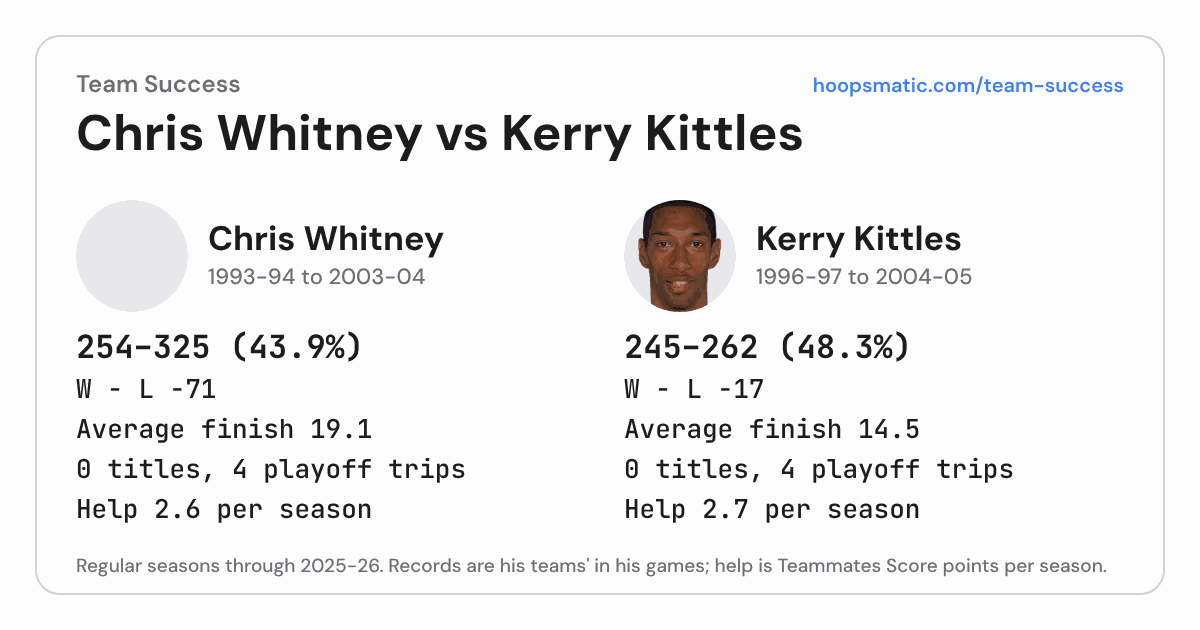 Team Success
hoopsmatic.com/team-success
Chris Whitney vs Kerry Kittles
Chris Whitney
1993-94 to 2003-04
254-325 (43.9%)
W - L -71
Average finish 19.1
0 titles, 4 playoff trips
Help 2.6 per season
Kerry Kittles
1996-97 to 2004-05
245-262 (48.3%)
W - L -17
Average finish 14.5
0 titles, 4 playoff trips
Help 2.7 per season
Regular seasons through 2025-26. Records are his teams' in his games; help is Teammates Score points per season.